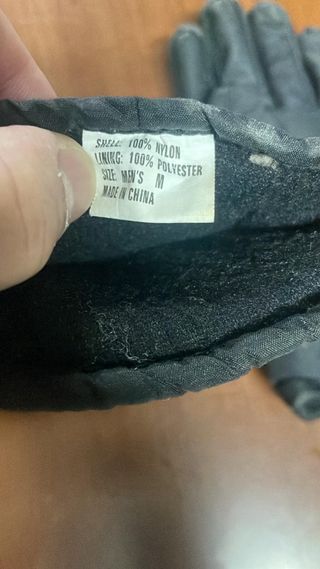 SHELL: 100% NYLON
LINING: 100% POLYESTER
SIZE: MEN'S M
MADE IN CHINA